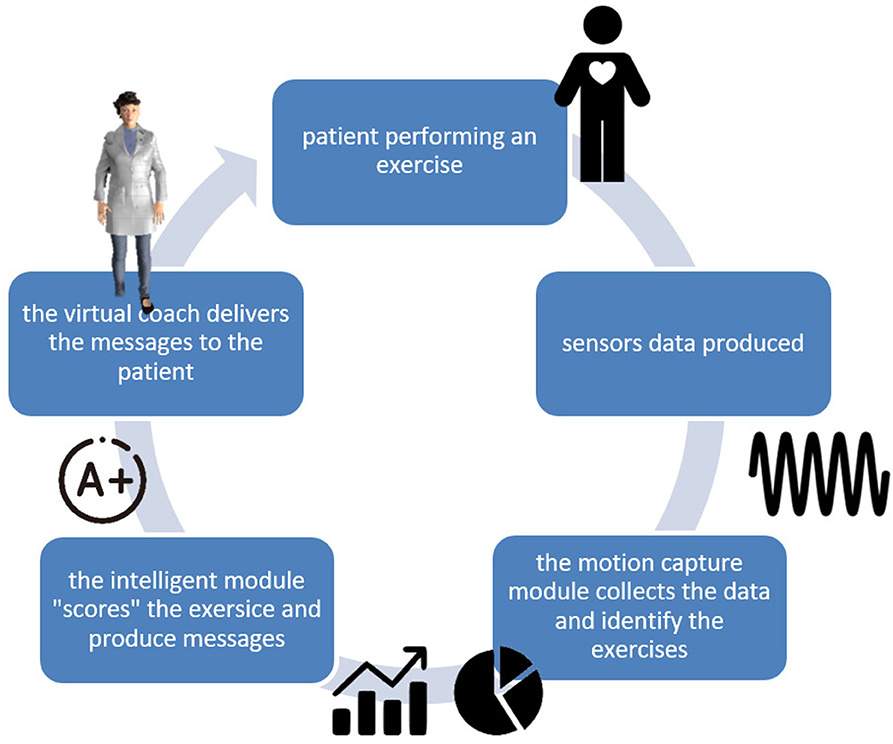 patient performing an
exercise
sensors data produced
the motion capture
module collects the data
and identify the
exercises
the intelligent module
"scores" the exersice and
produce messages
A+
the virtual coach delivers
the messages to the
patient